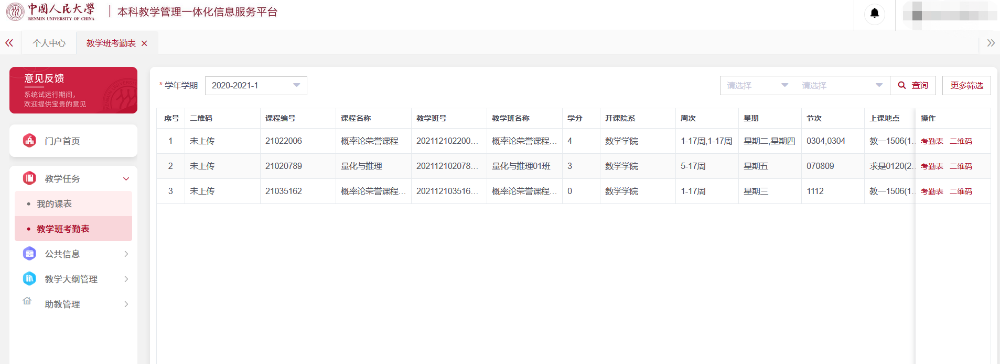 中国人民大学
RENMIN UNIVERSITY OF CHINA
本科教学管理一体化信息服务平台
个人中心
教学班考勤表
意见反馈
系统试运行期间,
欢迎提供宝贵的意见
门户首页
教学任务
我的课表
教学班考勤表
公共信息
教学大纲管理
助教管理
* 学年学期 2020-2021-1 请选择 请选择 查询 更多筛选
序号 二维码 课程编号 课程名称 教学班号 教学班名称 学分 开课院系 周次 星期 节次 上课地点 操作
1 未上传 21022006 概率论荣誉课程 202112102200... 概率论荣誉课程... 4 数学学院 1-17周,1-17周 星期二,星期四 0304,0304 教一1506(1.. 考勤表 二维码
2 未上传 21020789 量化与推理 202112102078... 量化与推理01班 3 数学学院 5-17周 星期五 070809 求是0120(2.. 考勤表 二维码
3 未上传 21035162 概率论荣誉课程... 202112103516... 概率论荣誉课程... 0 数学学院 1-17周 星期三 1112 教一1506(1.. 考勤表 二维码